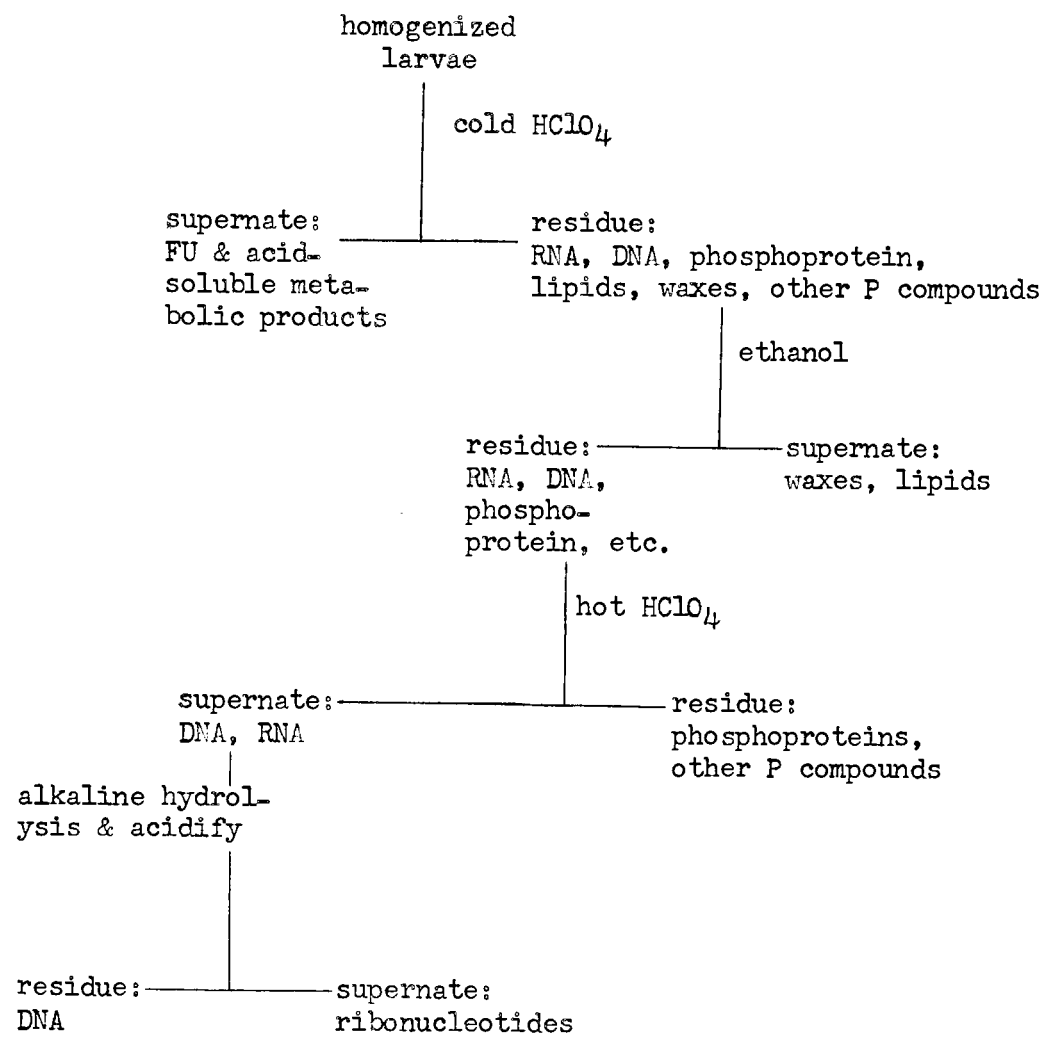 homogenized
larvae
cold HClO4
supernate:
FU & acid-
soluble meta-
bolic products
residue:
RNA, DNA, phosphoprotein,
lipids, waxes, other P compounds
ethanol
residue:
RNA, DNA,
phospho-
protein, etc.
supernate:
waxes, lipids
hot HClO4
supernate:
DNA, RNA
residue:
phosphoproteins,
other P compounds
alkaline hydrol-
ysis & acidify
residue:
DNA
supernate:
ribonucleotides